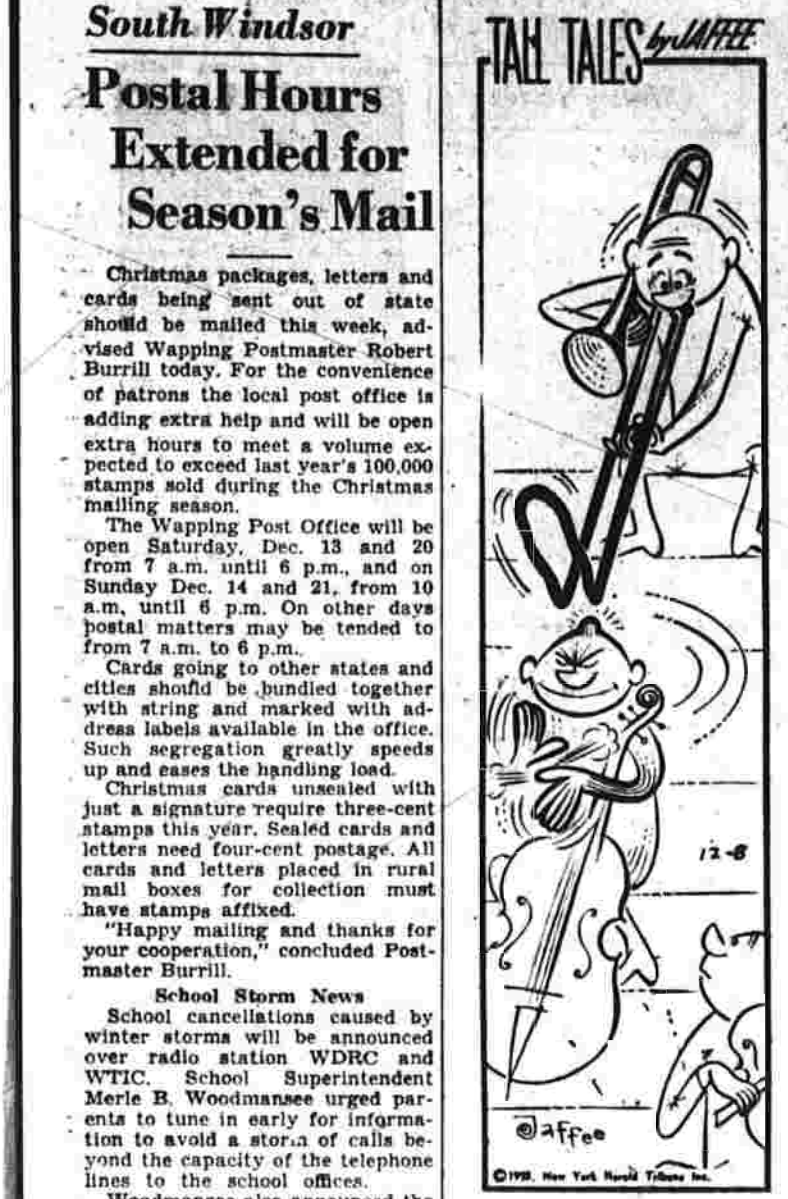 South Windsor
Postal Hours
Extended for
Season's Mail
Christmas packages, letters and
cards being sent out of state
should be mailed this week, ad-
vised Wapping Postmaster Robert
Burrill today. For the convenience
of patrons the local post office is
adding extra help and will be open
extra hours to meet a volume ex-
pected to exceed last year's 100,000
stamps sold during the Christmas
mailing season.
The Wapping Post Office will be
open Saturday, Dec. 13 and 20
from 7 a.m. until 6 p.m., and on
Sunday Dec. 14 and 21, from 10
a.m, until 6 p.m. On other days
postal matters may be tended to
from 7 a.m. to 6 p.m.
Cards going to other states and
cities should be bundled together
with string and marked with ad-
dress labels available in the office.
Such segregation greatly speeds
up and eases the handling load.
Christmas cards unsealed with
just a signature require three-cent
stamps this year. Sealed cards and
letters need four-cent postage. All
cards and letters placed in rural
mail boxes for collection must
have stamps affixed.
"Happy mailing and thanks for
your cooperation," concluded Post-
master Burrill.
School Storm News
School cancellations caused by
winter storms will be announced
over radio station WDRC and
WTIC. School Superintendent
Merle B. Woodmansee urged par-
ents to tune in early for informa-
tion to avoid a storm of calls be-
yond the capacity of the telephone
lines to the school offices.
Woodmansee also announced the
TALL TALES by JAFFEE
12-8
Jaffee
© 1958, New York Herald Tribune Inc.